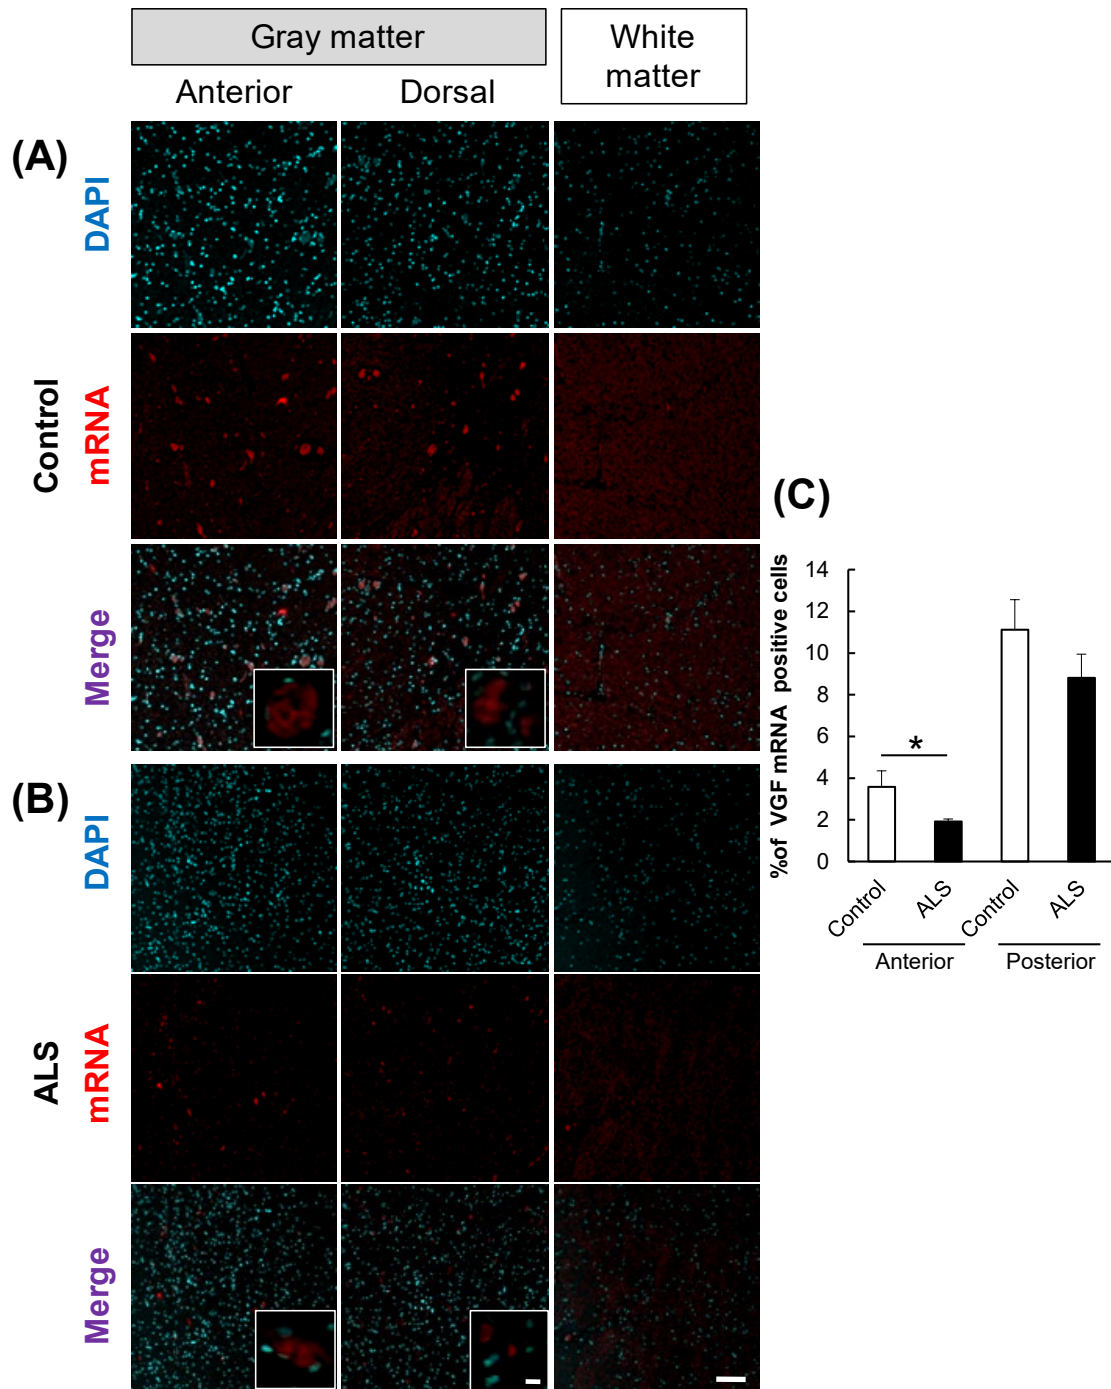 Gray matter
White
matter
Anterior
Dorsal
(A)
Control
DAPI
mRNA
Merge
(B)
ALS
DAPI
mRNA
Merge
(C)
%of VGF mRNA positive cells
14
12
10
8
6
4
2
0
*
Control
ALS
Control
ALS
Anterior
Posterior